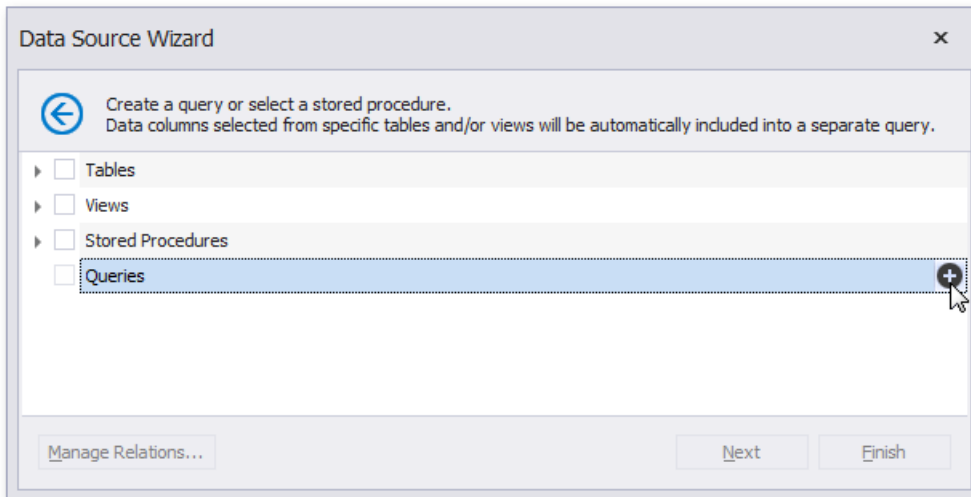 Data Source Wizard
Create a query or select a stored procedure.
Data columns selected from specific tables and/or views will be automatically included into a separate query.
Tables
Views
Stored Procedures
Queries
Manage Relations...
Next
Finish